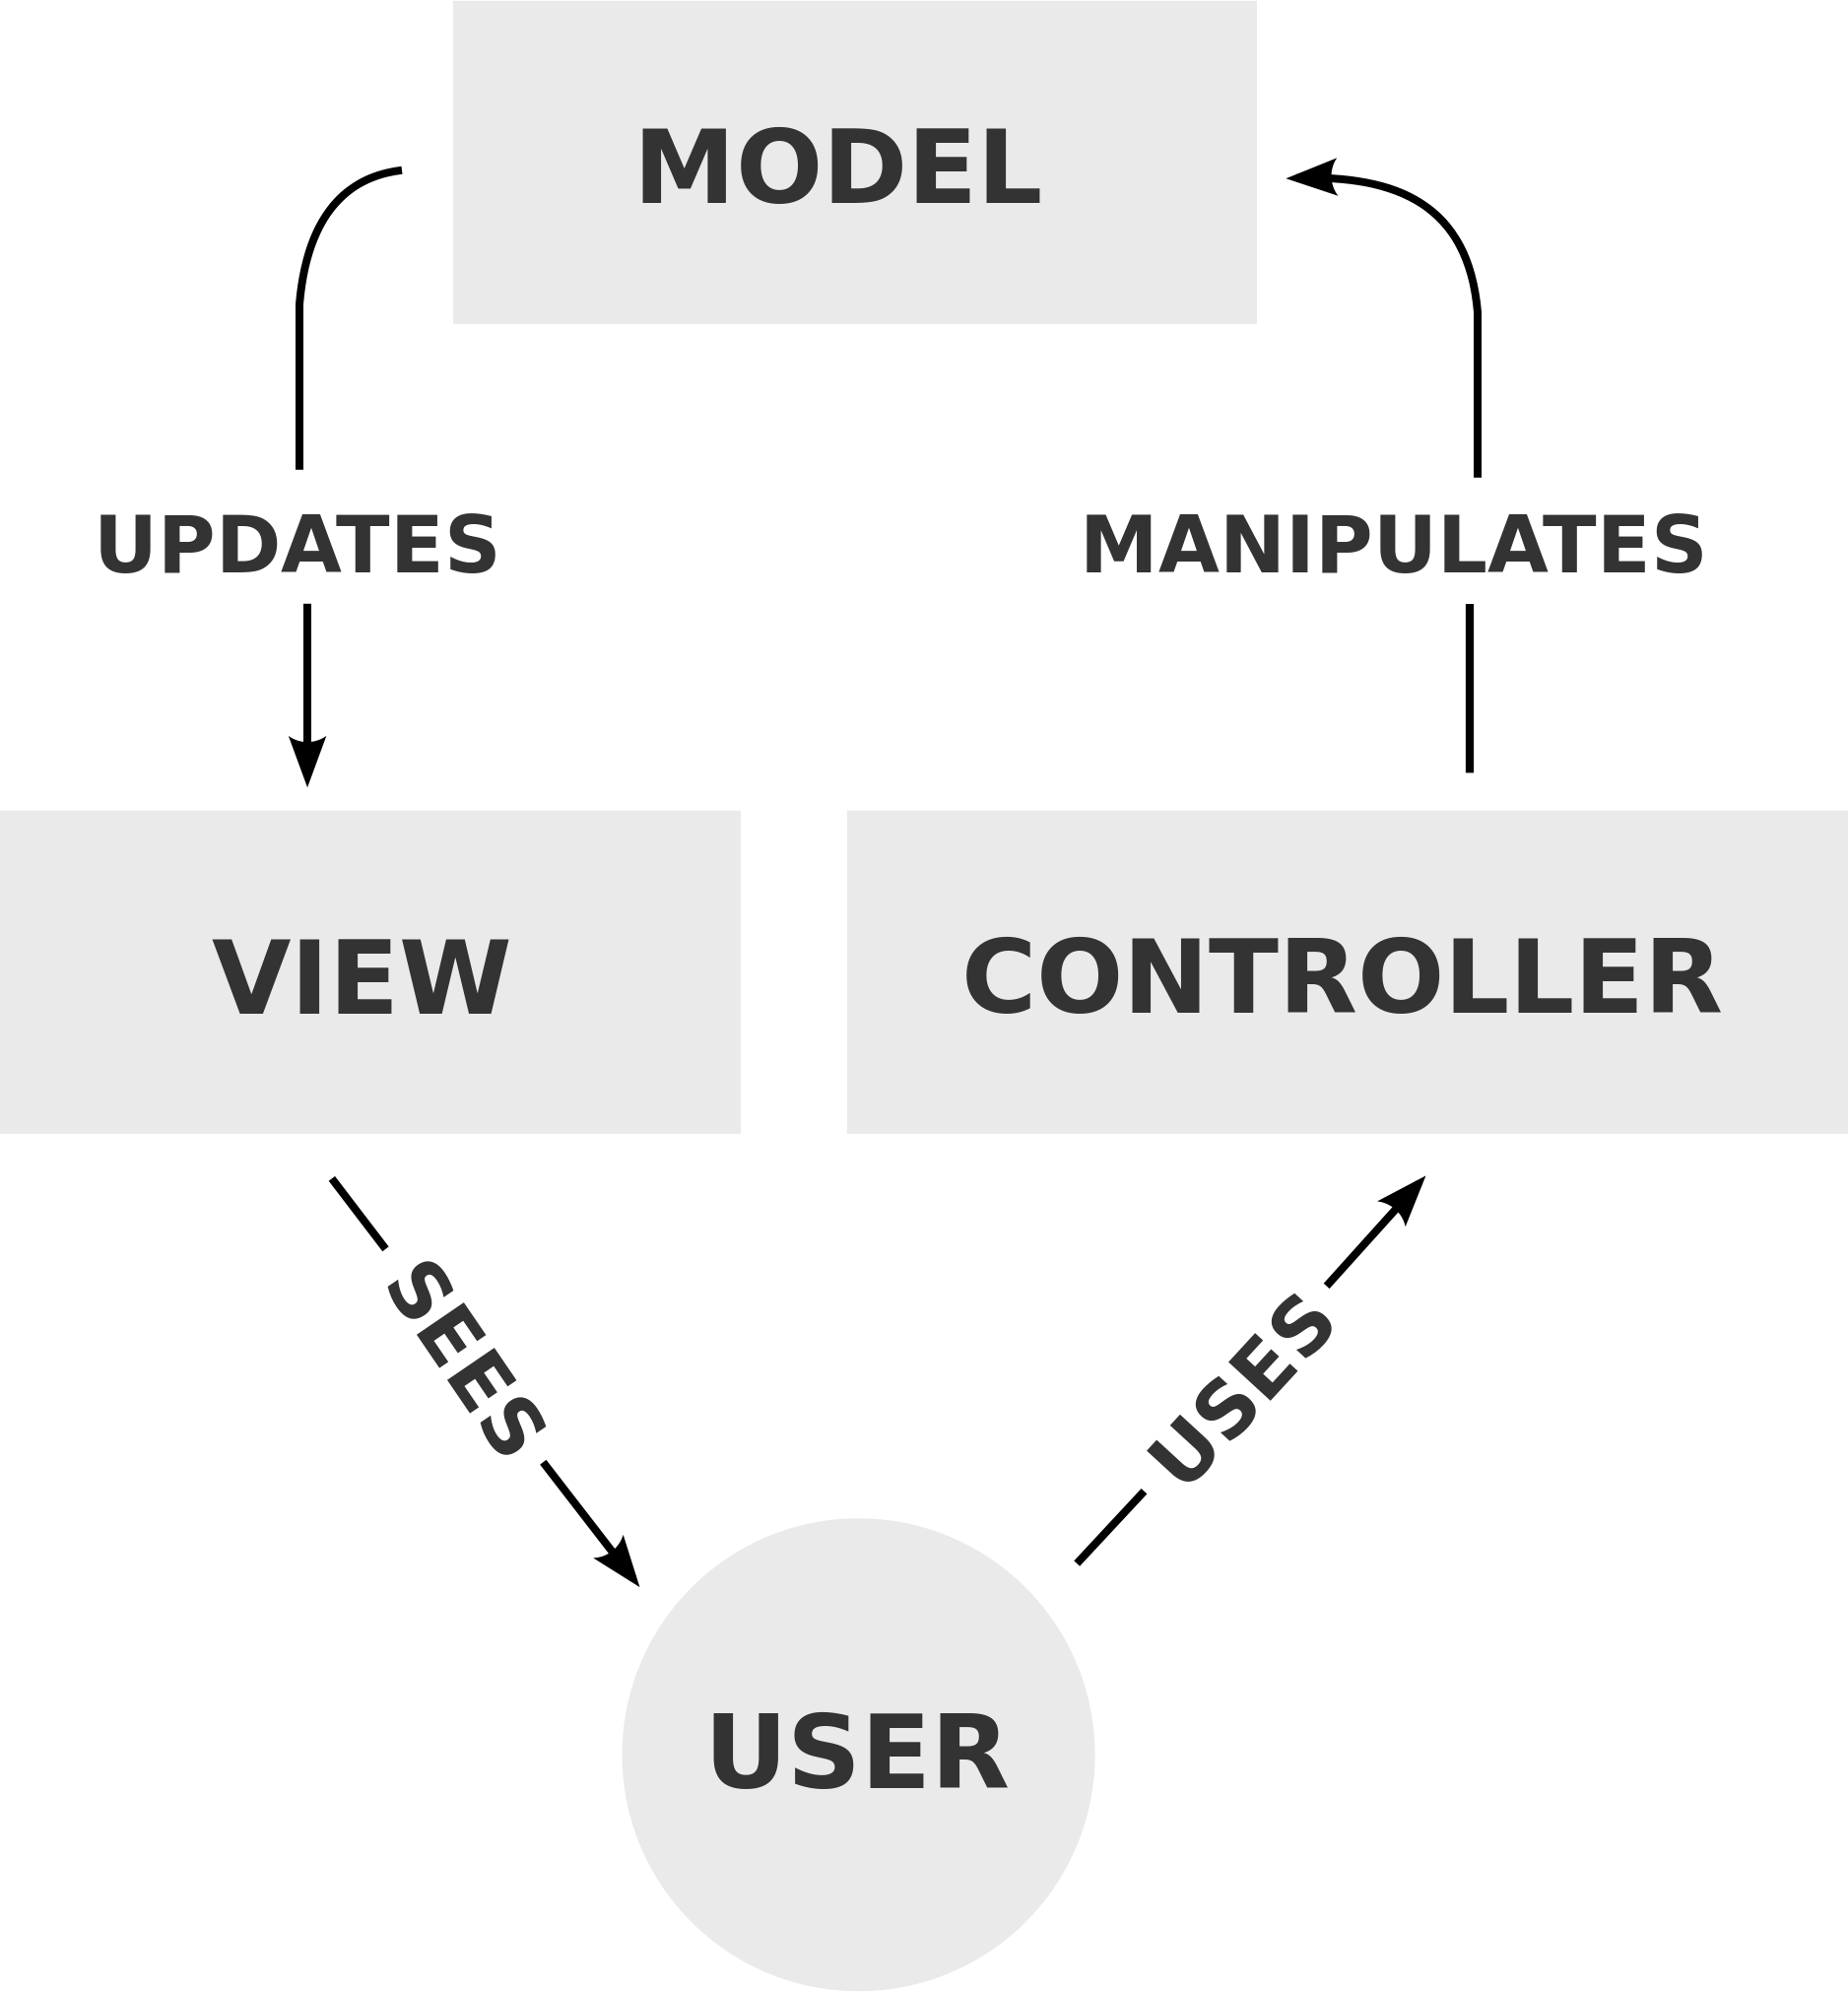 MODEL
UPDATES
MANIPULATES
VIEW
CONTROLLER
SEES
USES
USER